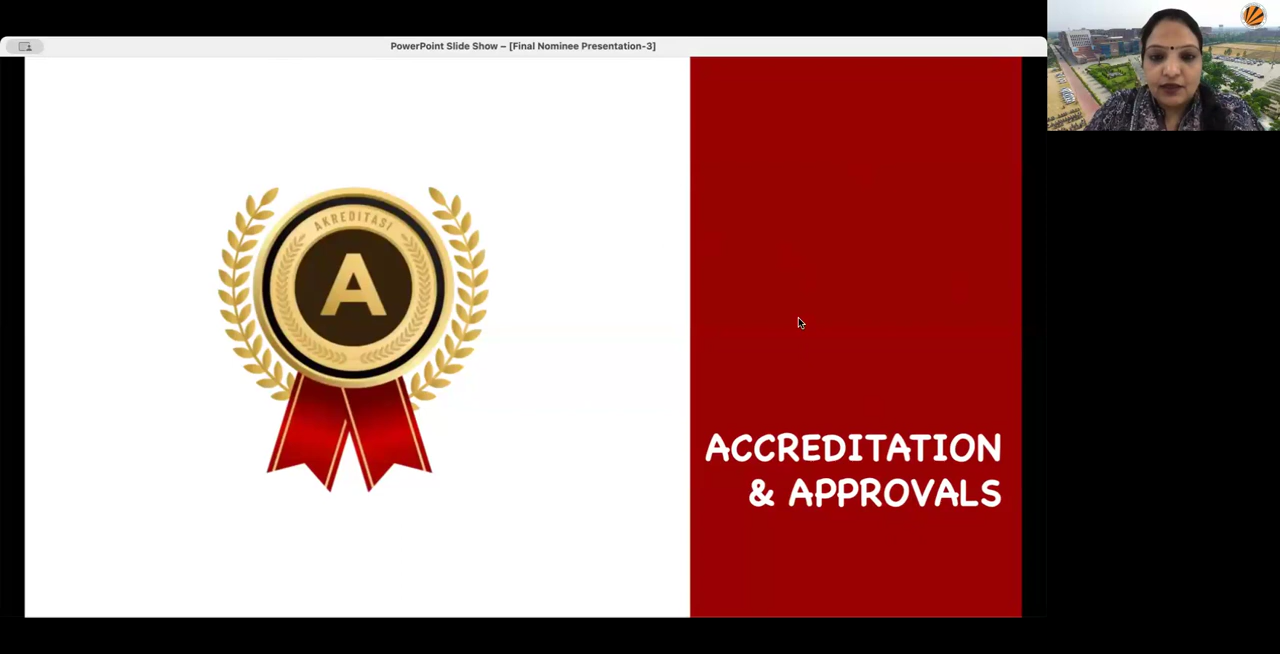 PowerPoint Slide Show – [Final Nominee Presentation-3]
AKREDITASI
A
ACCREDITATION
& APPROVALS